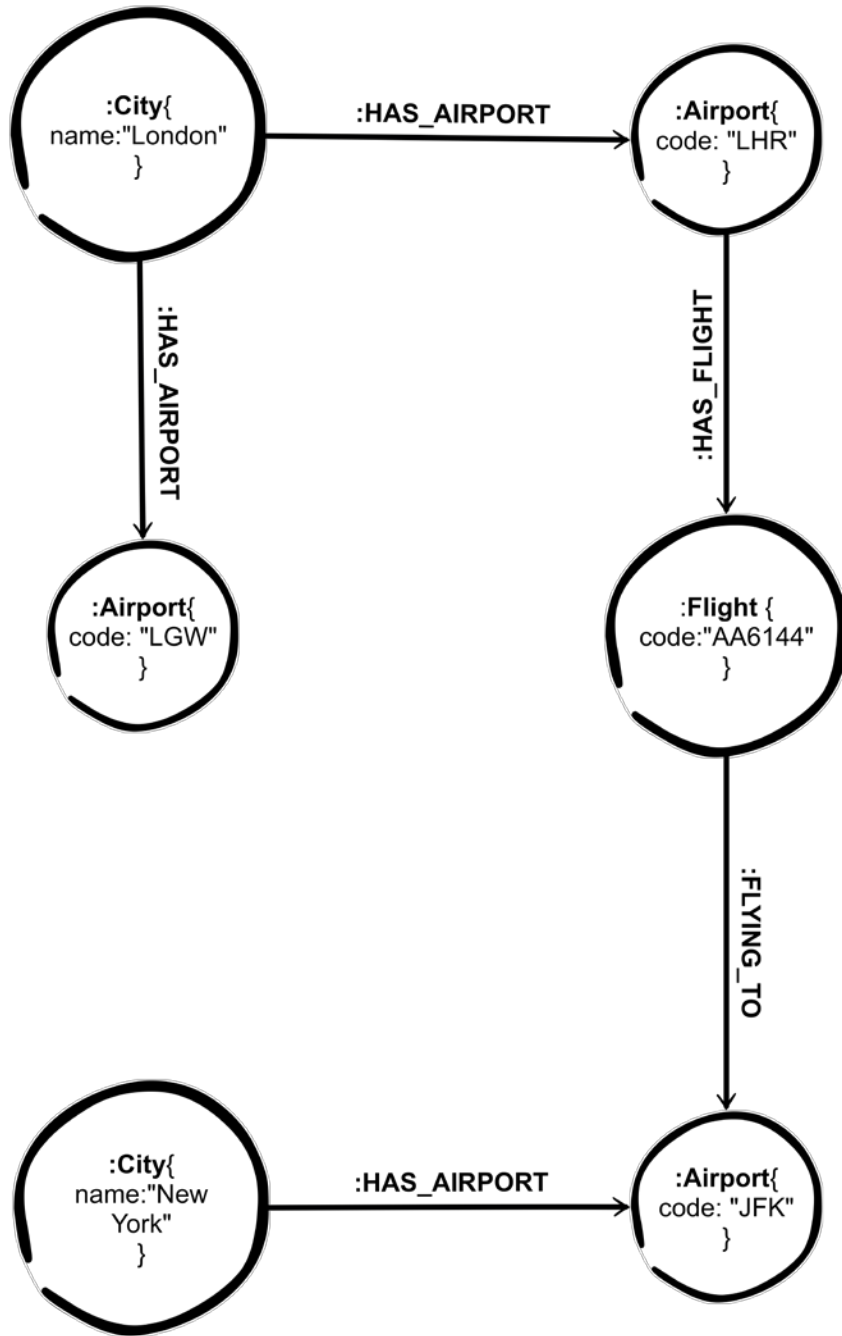 :City{
name:"London"
}
:HAS_AIRPORT
:Airport{
code: "LHR"
}
:HAS_AIRPORT
:HAS_FLIGHT
:Airport{
code: "LGW"
}
:Flight {
code:"AA6144"
}
:FLYING_TO
:City{
name:"New
York"
}
:HAS_AIRPORT
:Airport{
code: "JFK"
}